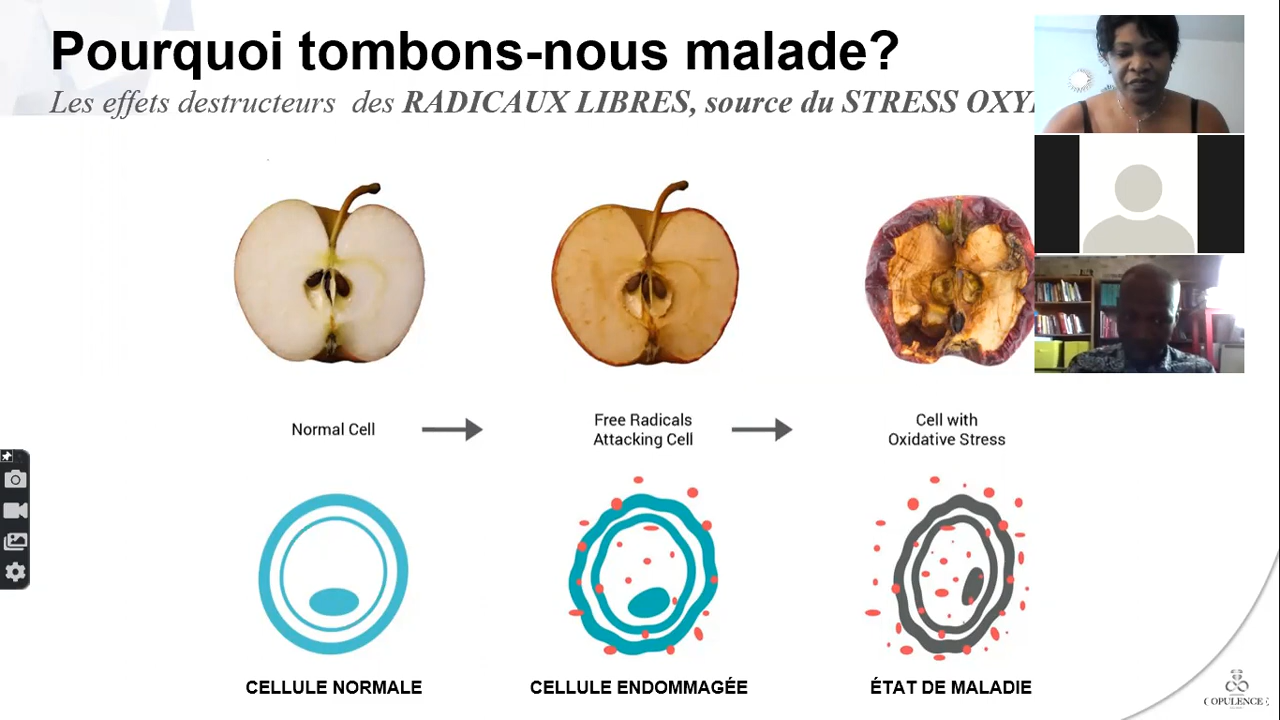 Pourquoi tombons-nous malade?
Les effets destructeurs des RADICAUX LIBRES, source du STRESS OXY
Normal Cell
Free Radicals
Attacking Cell
Cell with
Oxidative Stress
CELLULE NORMALE
CELLULE ENDOMMAGÉE
ÉTAT DE MALADIE
OPULENCE